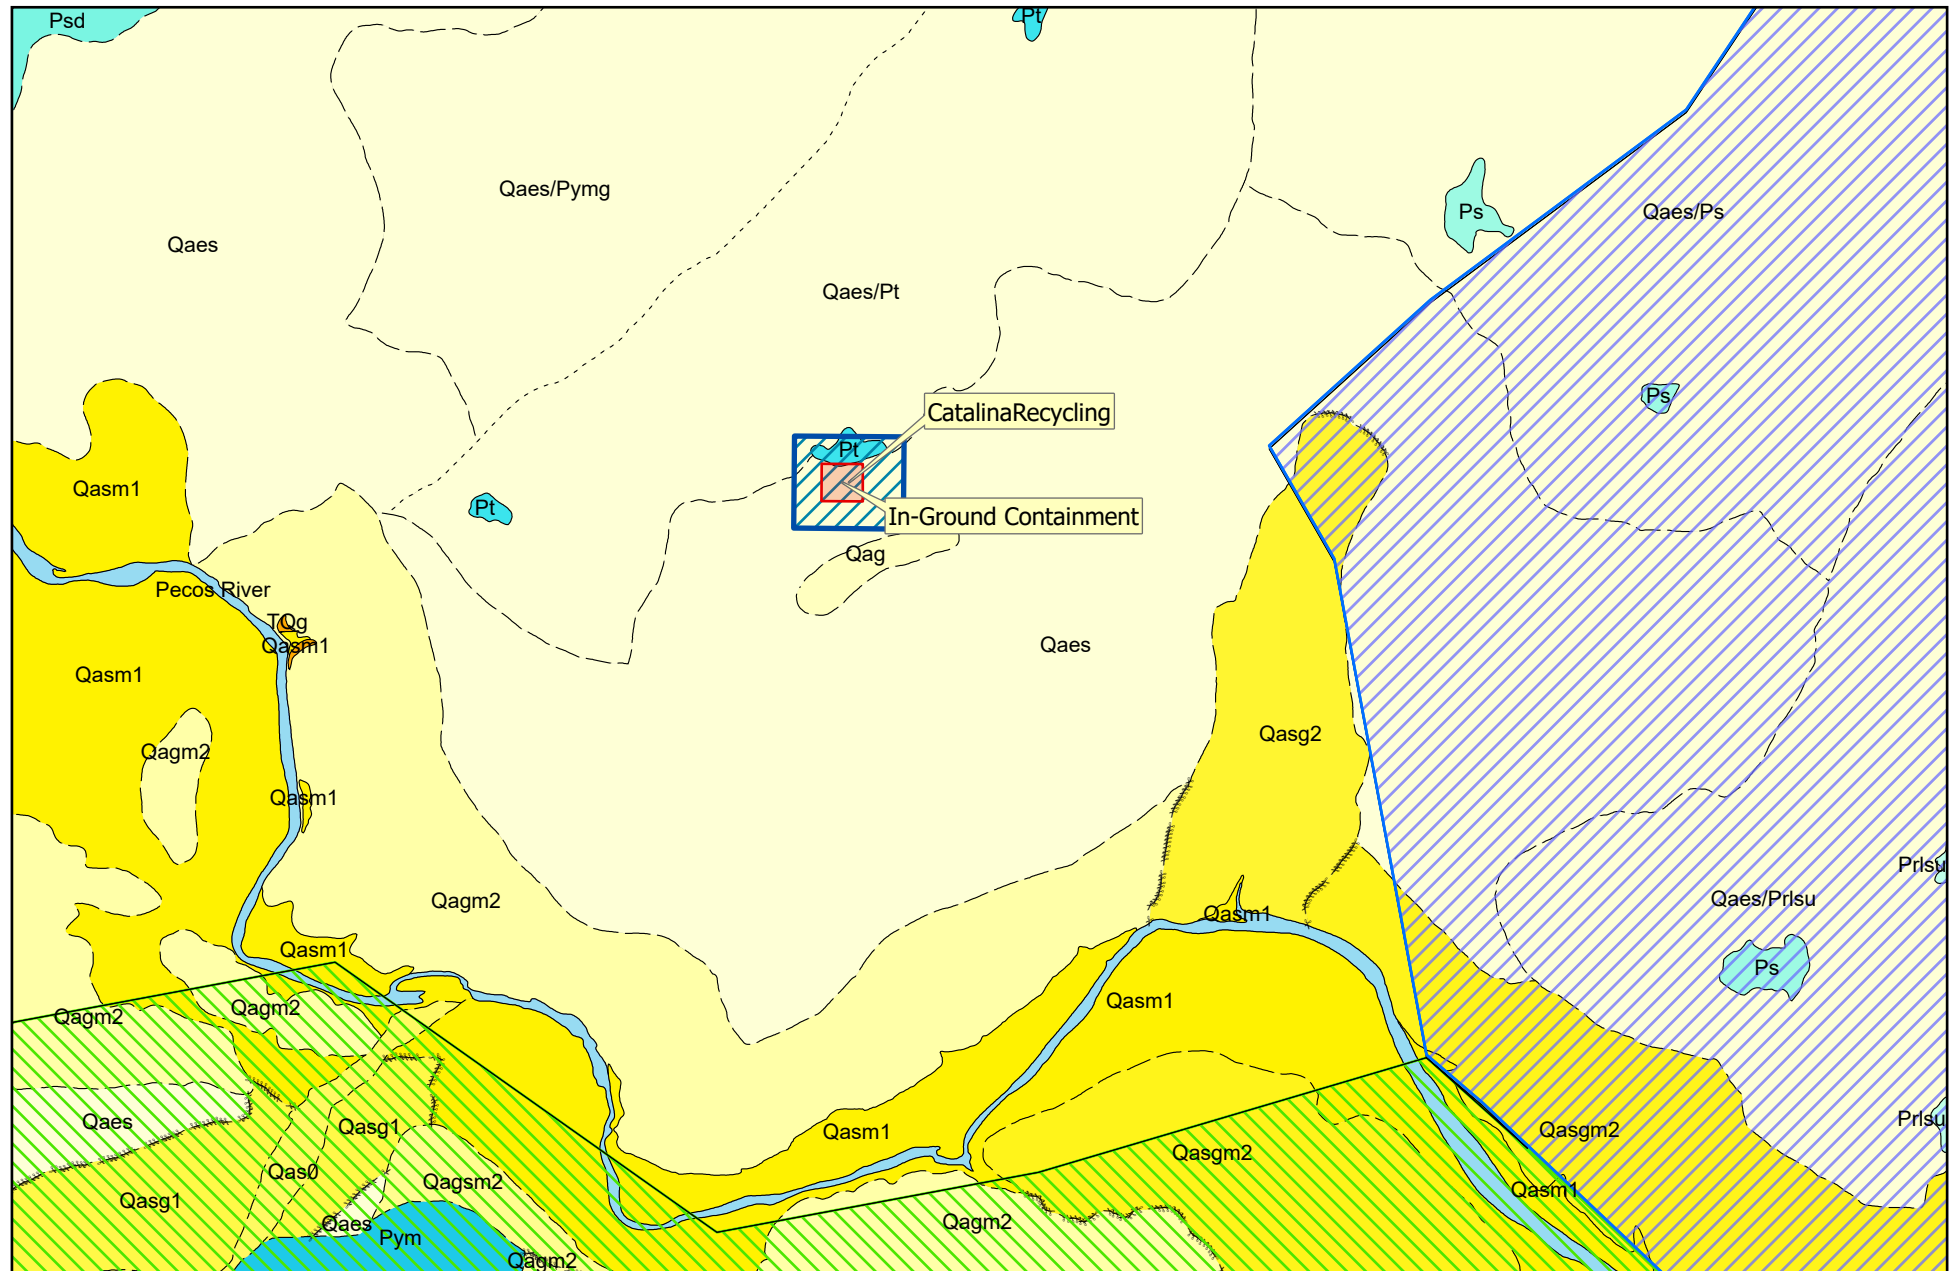 Psd
Pt
Qaes/Pymg
Ps
Qaes/Ps
Qaes
Qaes/Pt
Ps
CatalinaRecycling
Pt
Qasm1
Pt
In-Ground Containment
Qag
Pecos River
TQg
Qasm1
Qaes
Qasm1
Qasg2
Qagm2
Qasm1
Prlsu
Qagm2
Qaes/Prlsu
Qasm1
Qasm1
Ps
Qasm1
Qagm2
Qagm2
Qaes
Qasg1
Qasm1
Prlsu
Qasgm2
Qasgm2
Qas0
Qagsm2
Qasm1
Qasg1
Qaes
Qagm2
Pym
Qagm2